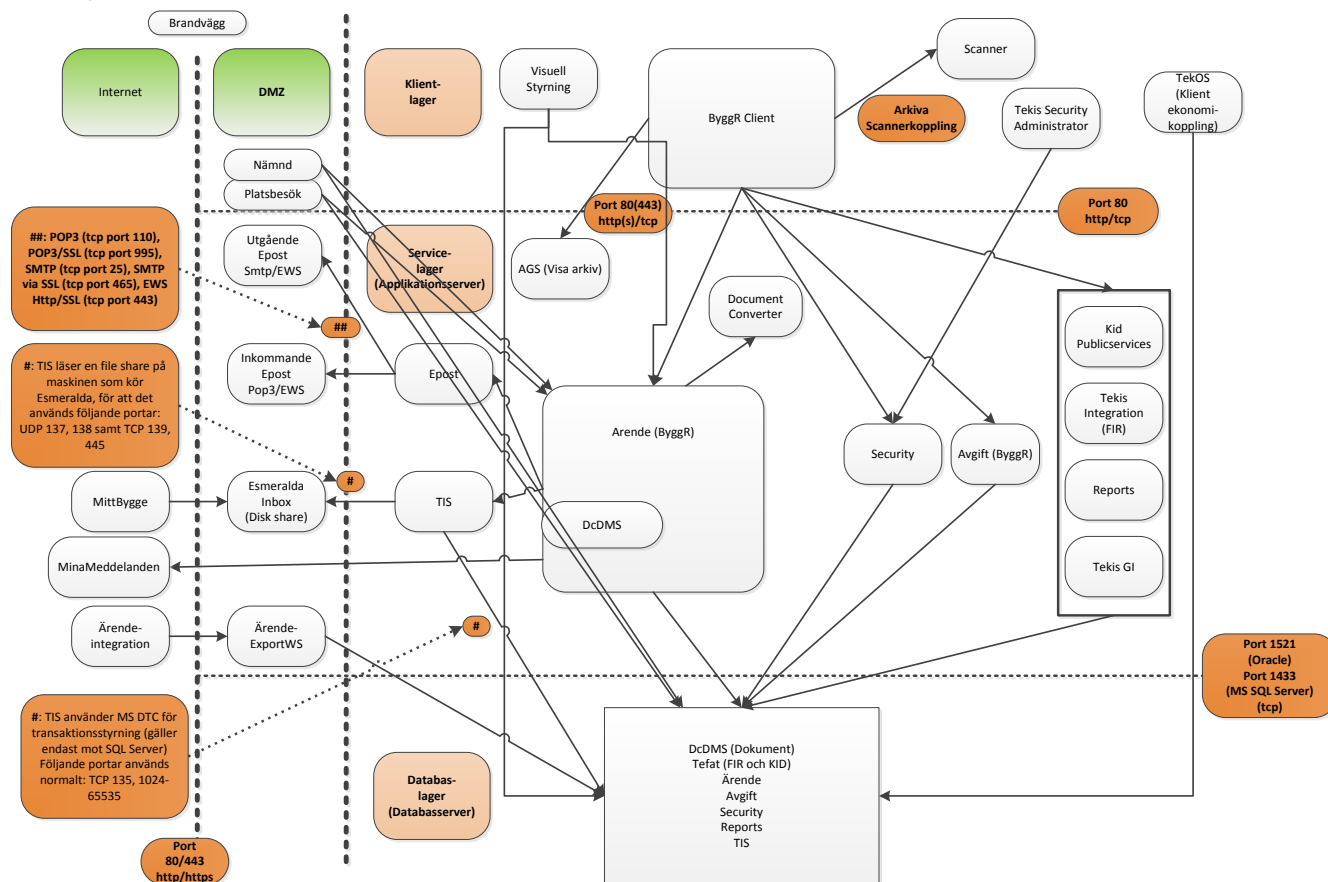 Brandvägg
Internet
DMZ
Klient-
lager
Visuell
Styrning
ByggR Client
Scanner
Arkiva
Scannerkoppling
Tekis Security
Administrator
TekOS
(Klient
ekonomi-
koppling)
Nämnd
Platsbesök
Port 80(443)
http(s)/tcp
Port 80
http/tcp
##: POP3 (tcp port 110),
POP3/SSL (tcp port 995),
SMTP (tcp port 25), SMTP
via SSL (tcp port 465), EWS
Http/SSL (tcp port 443)
Utgående
Epost
Smtp/EWS
Service-
lager
(Applikationsserver)
AGS (Visa arkiv)
Document
Converter
##
Kid
Publicservices
#: TIS läser en file share på
maskinen som kör
Esmeralda, för att det
används följande portar:
UDP 137, 138 samt TCP 139,
445
Inkommande
Epost
Pop3/EWS
Epost
Arende (ByggR)
Tekis
Integration
(FIR)
Security
Avgift (ByggR)
#
MittBygge
Esmeralda
Inbox
(Disk share)
TIS
DcDMS
Reports
MinaMeddelanden
Tekis GI
Ärende-
integration
Ärende-
ExportWS
#
Port 1521
(Oracle)
Port 1433
(MS SQL Server)
(tcp)
#: TIS använder MS DTC för
transaktionsstyrning (gäller
endast mot SQL Server)
Följande portar används
normalt: TCP 135, 1024-
65535
Databas-
lager
(Databasserver)
DcDMS (Dokument)
Tefat (FIR och KID)
Ärende
Avgift
Security
Reports
TIS
Port
80/443
http/https